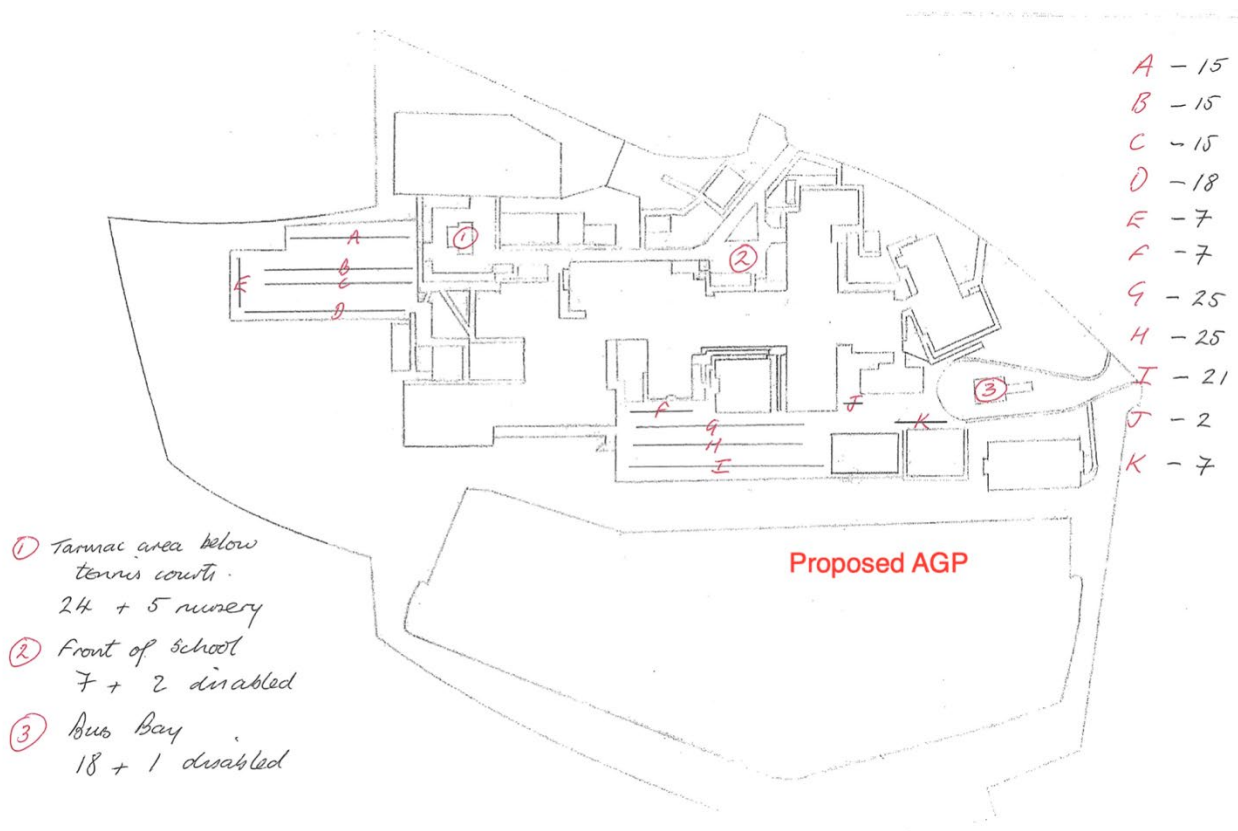 A - 15
B - 15
C - 15
D - 18
E - 7
F - 7
G - 25
H - 25
I - 21
J - 2
K - 7
A
1
2
B
C
E
D
3
F
J
G
K
H
I
Proposed AGP
1 Tarmac area below
tennis courts.
24 + 5 nursery
2 Front of School
7 + 2 disabled
3 Bus Bay
18 + 1 disabled